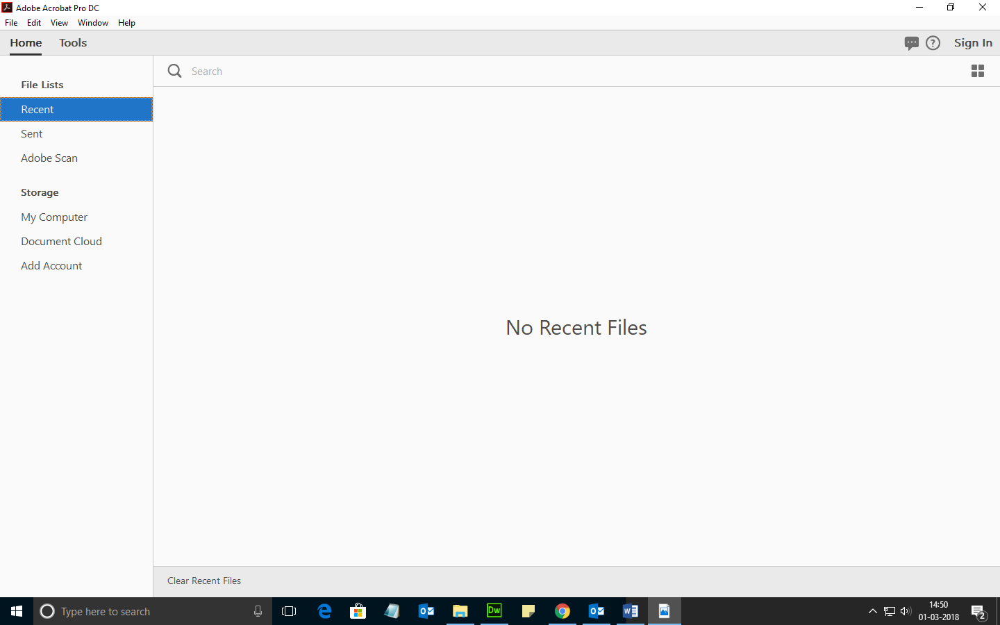 Adobe Acrobat Pro DC
File Edit View Window Help
Home Tools Sign In
Search
File Lists
Recent
Sent
Adobe Scan
Storage
My Computer
Document Cloud
Add Account
No Recent Files
Clear Recent Files
Type here to search
Dw
14:50
01-03-2018
2